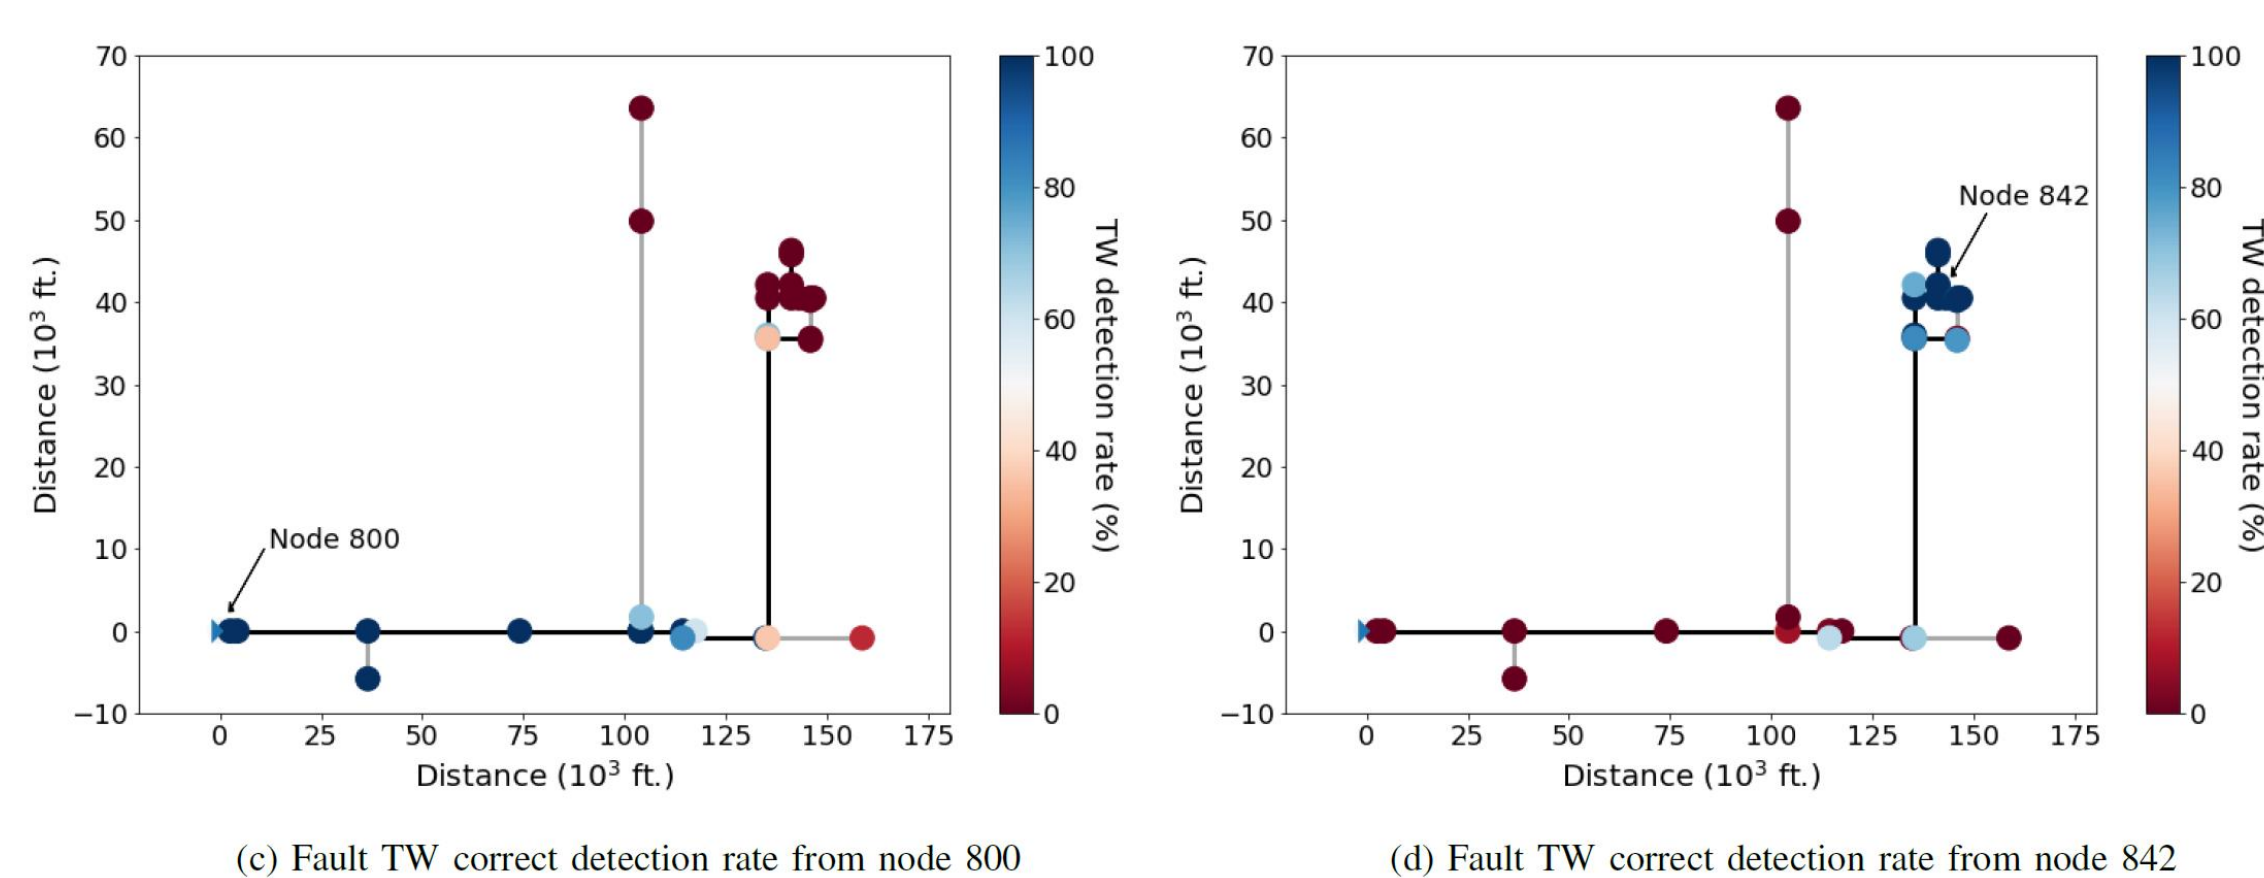 70
60
50
40
30
20
10
0
−10
Distance (10³ ft.)
0 25 50 75 100 125 150 175
Distance (10³ ft.)
Node 800
100
80
60
40
20
0
TW detection rate (%)
(c) Fault TW correct detection rate from node 800
70
60
50
40
30
20
10
0
−10
Distance (10³ ft.)
0 25 50 75 100 125 150 175
Distance (10³ ft.)
Node 842
100
80
60
40
20
0
TW detection rate (%)
(d) Fault TW correct detection rate from node 842